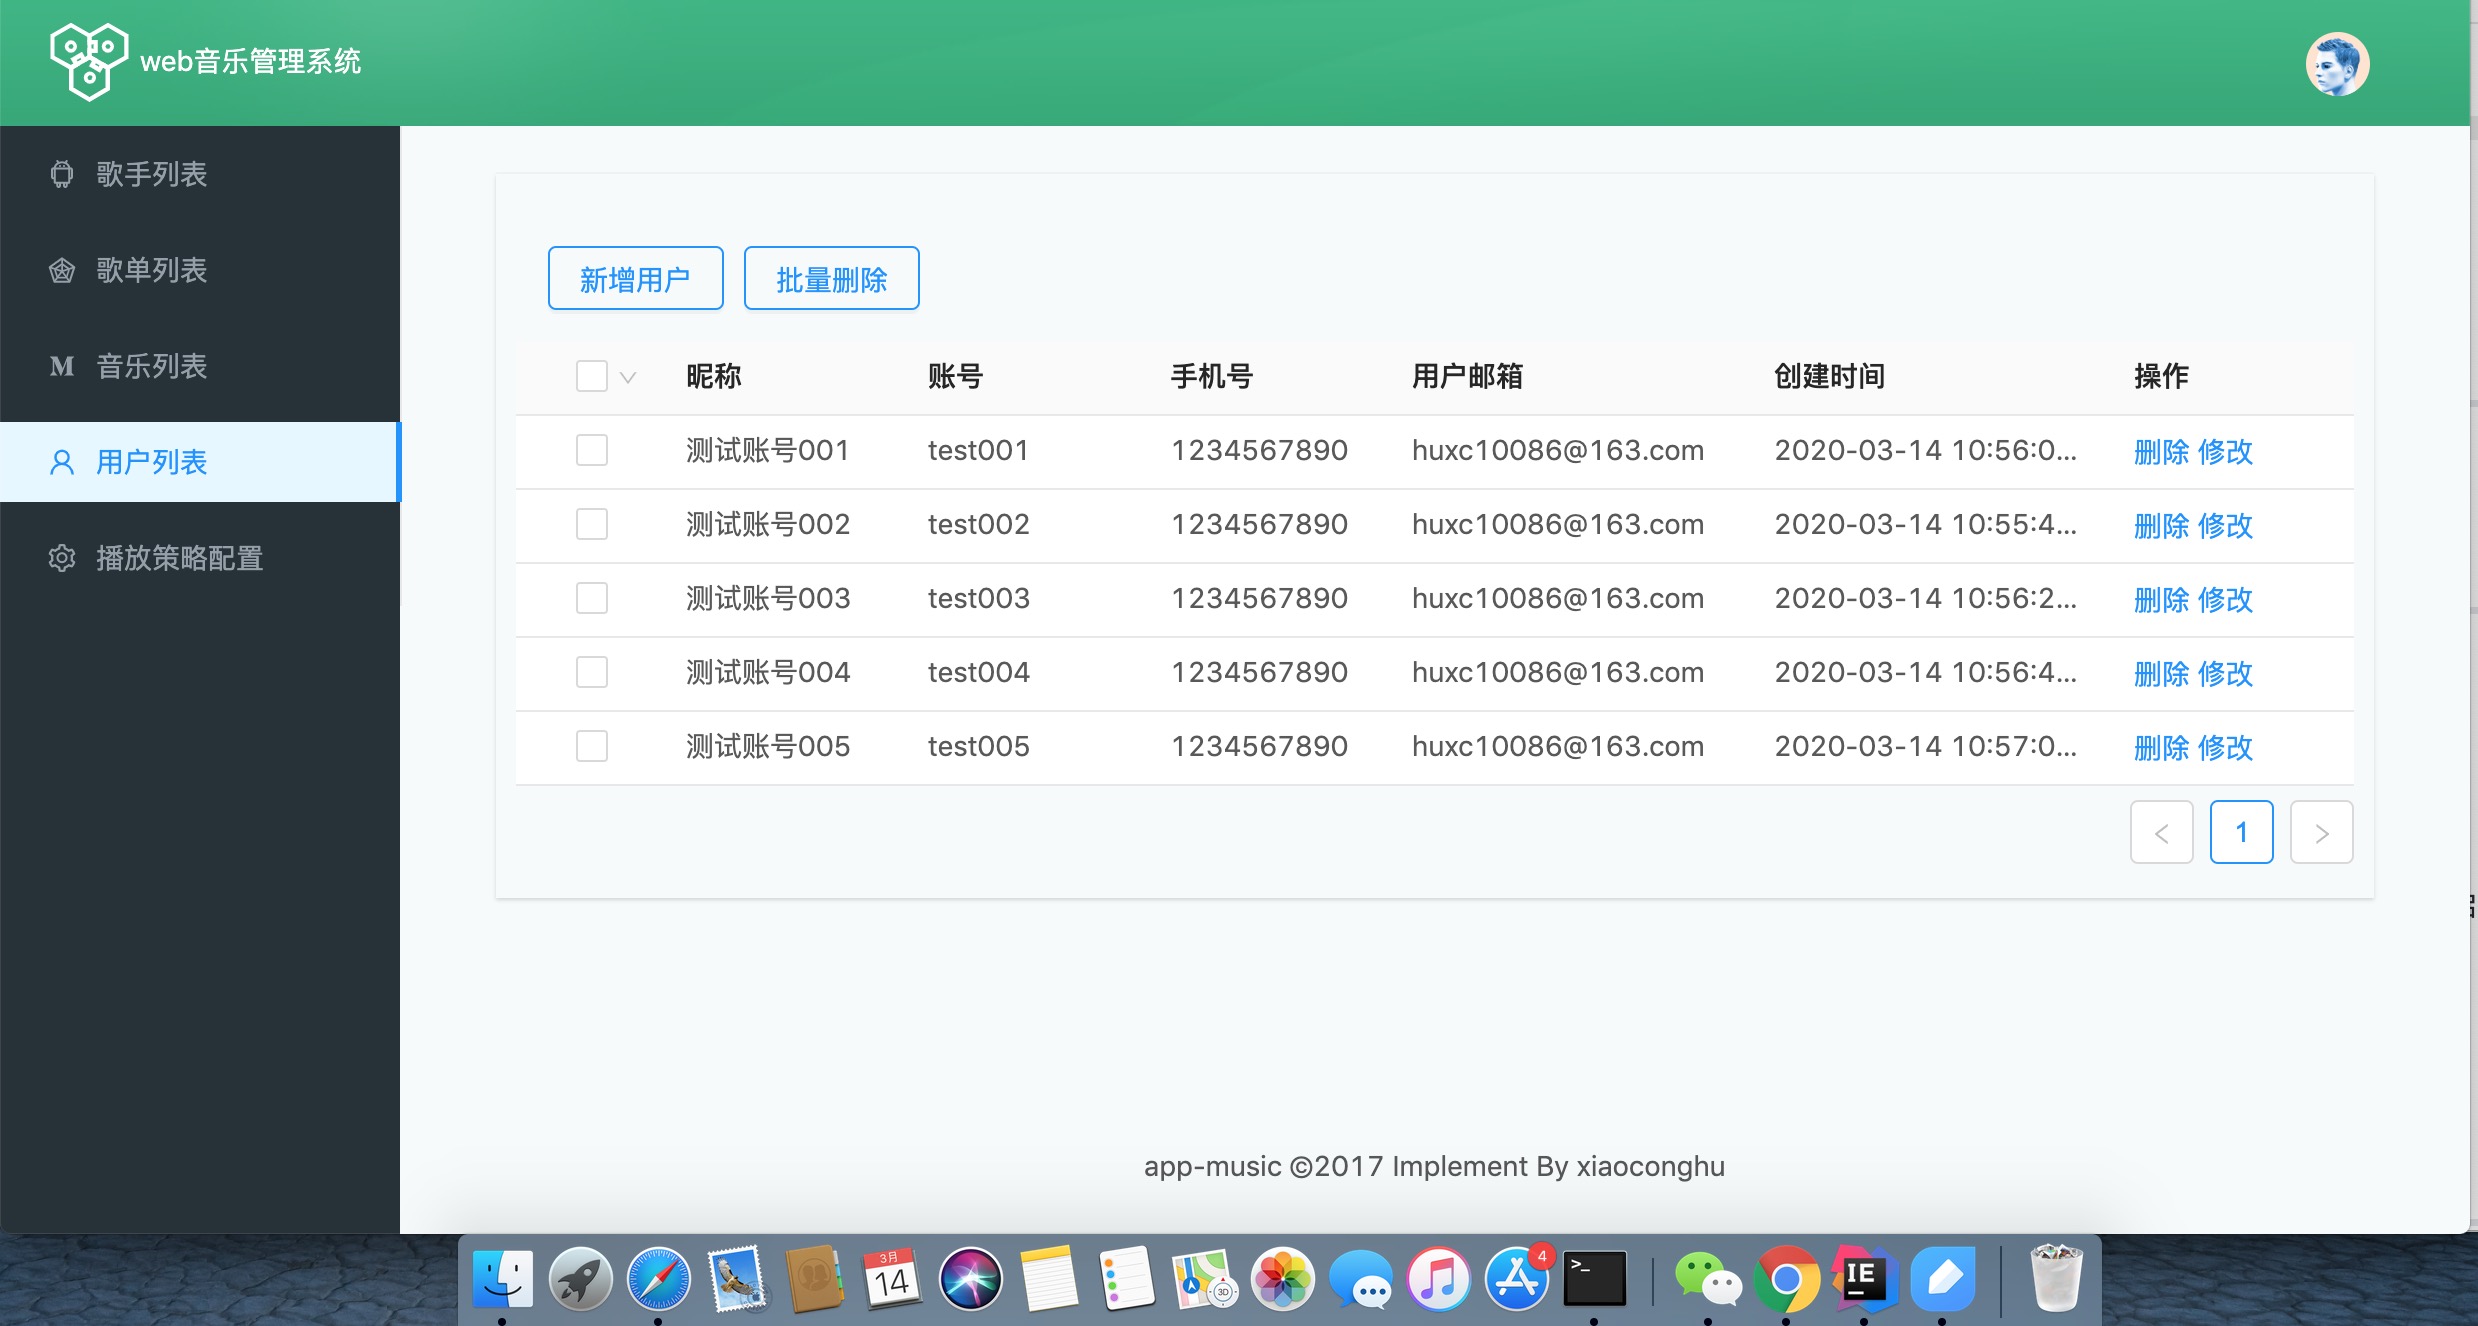 web音乐管理系统
歌手列表
歌单列表
M 音乐列表
用户列表
播放策略配置
新增用户 批量删除
昵称 账号 手机号 用户邮箱 创建时间 操作
测试账号001 test001 1234567890 huxc10086@163.com 2020-03-14 10:56:0... 删除 修改
测试账号002 test002 1234567890 huxc10086@163.com 2020-03-14 10:55:4... 删除 修改
测试账号003 test003 1234567890 huxc10086@163.com 2020-03-14 10:56:2... 删除 修改
测试账号004 test004 1234567890 huxc10086@163.com 2020-03-14 10:56:4... 删除 修改
测试账号005 test005 1234567890 huxc10086@163.com 2020-03-14 10:57:0... 删除 修改
< 1 >
app-music ©2017 Implement By xiaoconghu
3月
14
3D
4
>_
IE